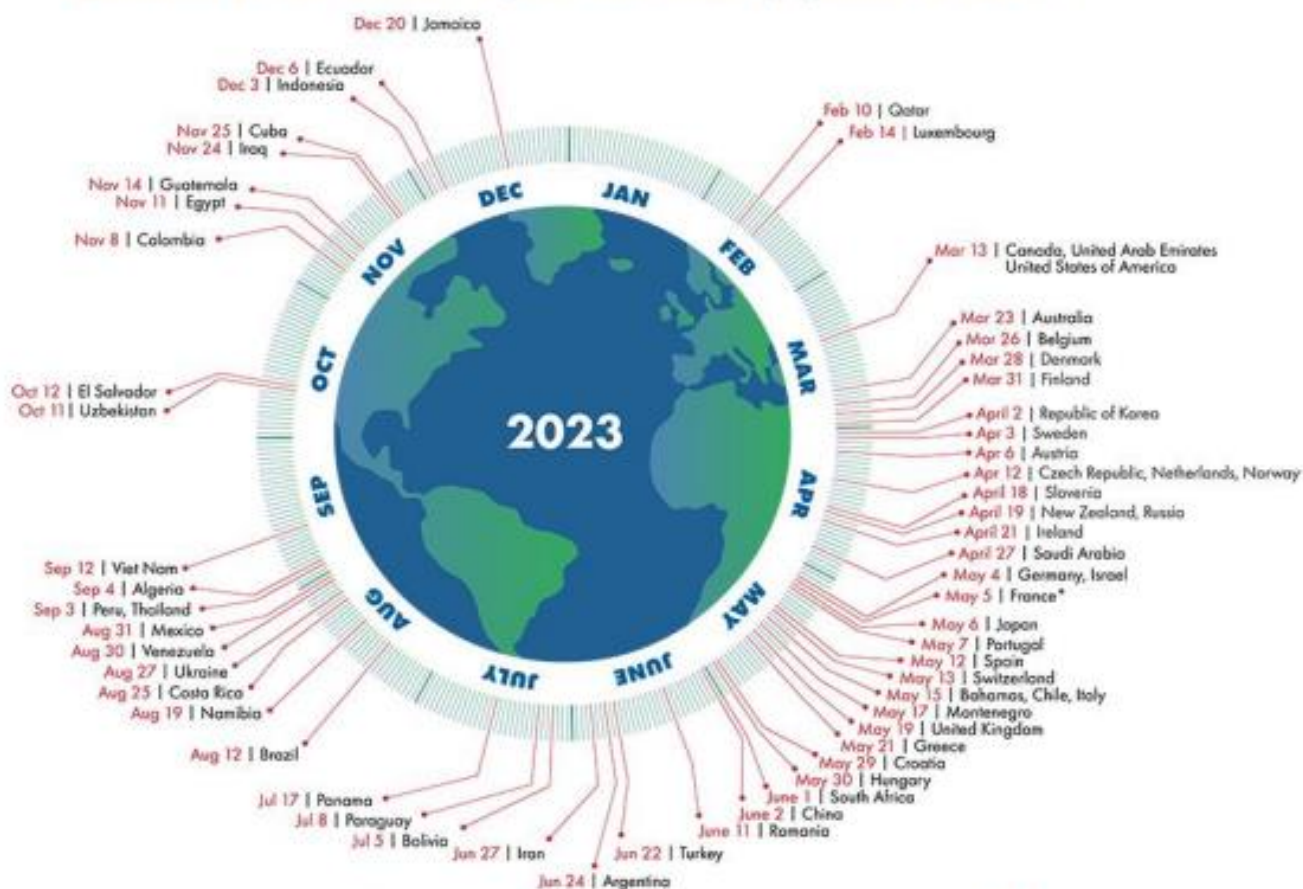 Dec 20 | Jamaica
Dec 6 | Ecuador
Dec 3 | Indonesia
Nov 25 | Cuba
Nov 24 | Iraq
Nov 14 | Guatemala
Nov 11 | Egypt
Nov 8 | Colombia
Oct 12 | El Salvador
Oct 11 | Uzbekistan
Sep 12 | Viet Nam
Sep 4 | Algeria
Sep 3 | Peru, Thailand
Aug 31 | Mexico
Aug 30 | Venezuela
Aug 27 | Ukraine
Aug 25 | Costa Rica
Aug 19 | Namibia
Aug 12 | Brazil
Jul 17 | Panama
Jul 8 | Paraguay
Jul 5 | Bolivia
Jun 27 | Iran
Jun 24 | Argentina
Jun 22 | Turkey
Feb 10 | Qatar
Feb 14 | Luxembourg
Mar 13 | Canada, United Arab Emirates
United States of America
Mar 23 | Australia
Mar 26 | Belgium
Mar 28 | Denmark
Mar 31 | Finland
April 2 | Republic of Korea
Apr 3 | Sweden
Apr 6 | Austria
Apr 12 | Czech Republic, Netherlands, Norway
April 18 | Slovenia
April 19 | New Zealand, Russia
April 21 | Ireland
April 27 | Saudi Arabia
May 4 | Germany, Israel
May 5 | France*
May 6 | Japan
May 7 | Portugal
May 12 | Spain
May 13 | Switzerland
May 15 | Bahamas, Chile, Italy
May 17 | Montenegro
May 19 | United Kingdom
May 21 | Greece
May 29 | Croatia
May 30 | Hungary
June 1 | South Africa
June 2 | China
June 11 | Romania
JAN
FEB
MAR
APR
MAY
JUNE
JULY
AUG
SEP
OCT
NOV
DEC
2023